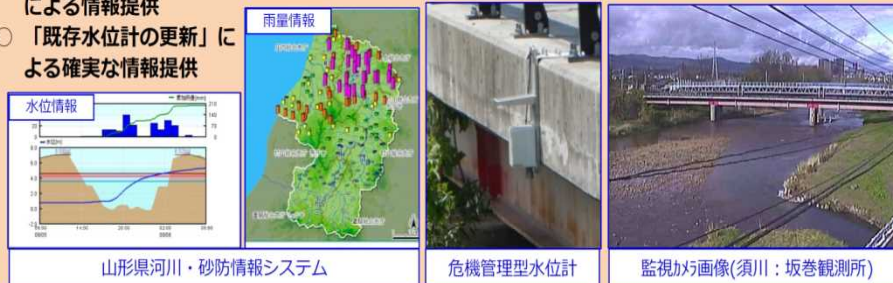 による情報提供
○ 「既存水位計の更新」に
よる確実な情報提供
水位情報
雨量情報
山形県河川・砂防情報システム
危機管理型水位計
監視カメラ画像(須川：坂巻観測所)